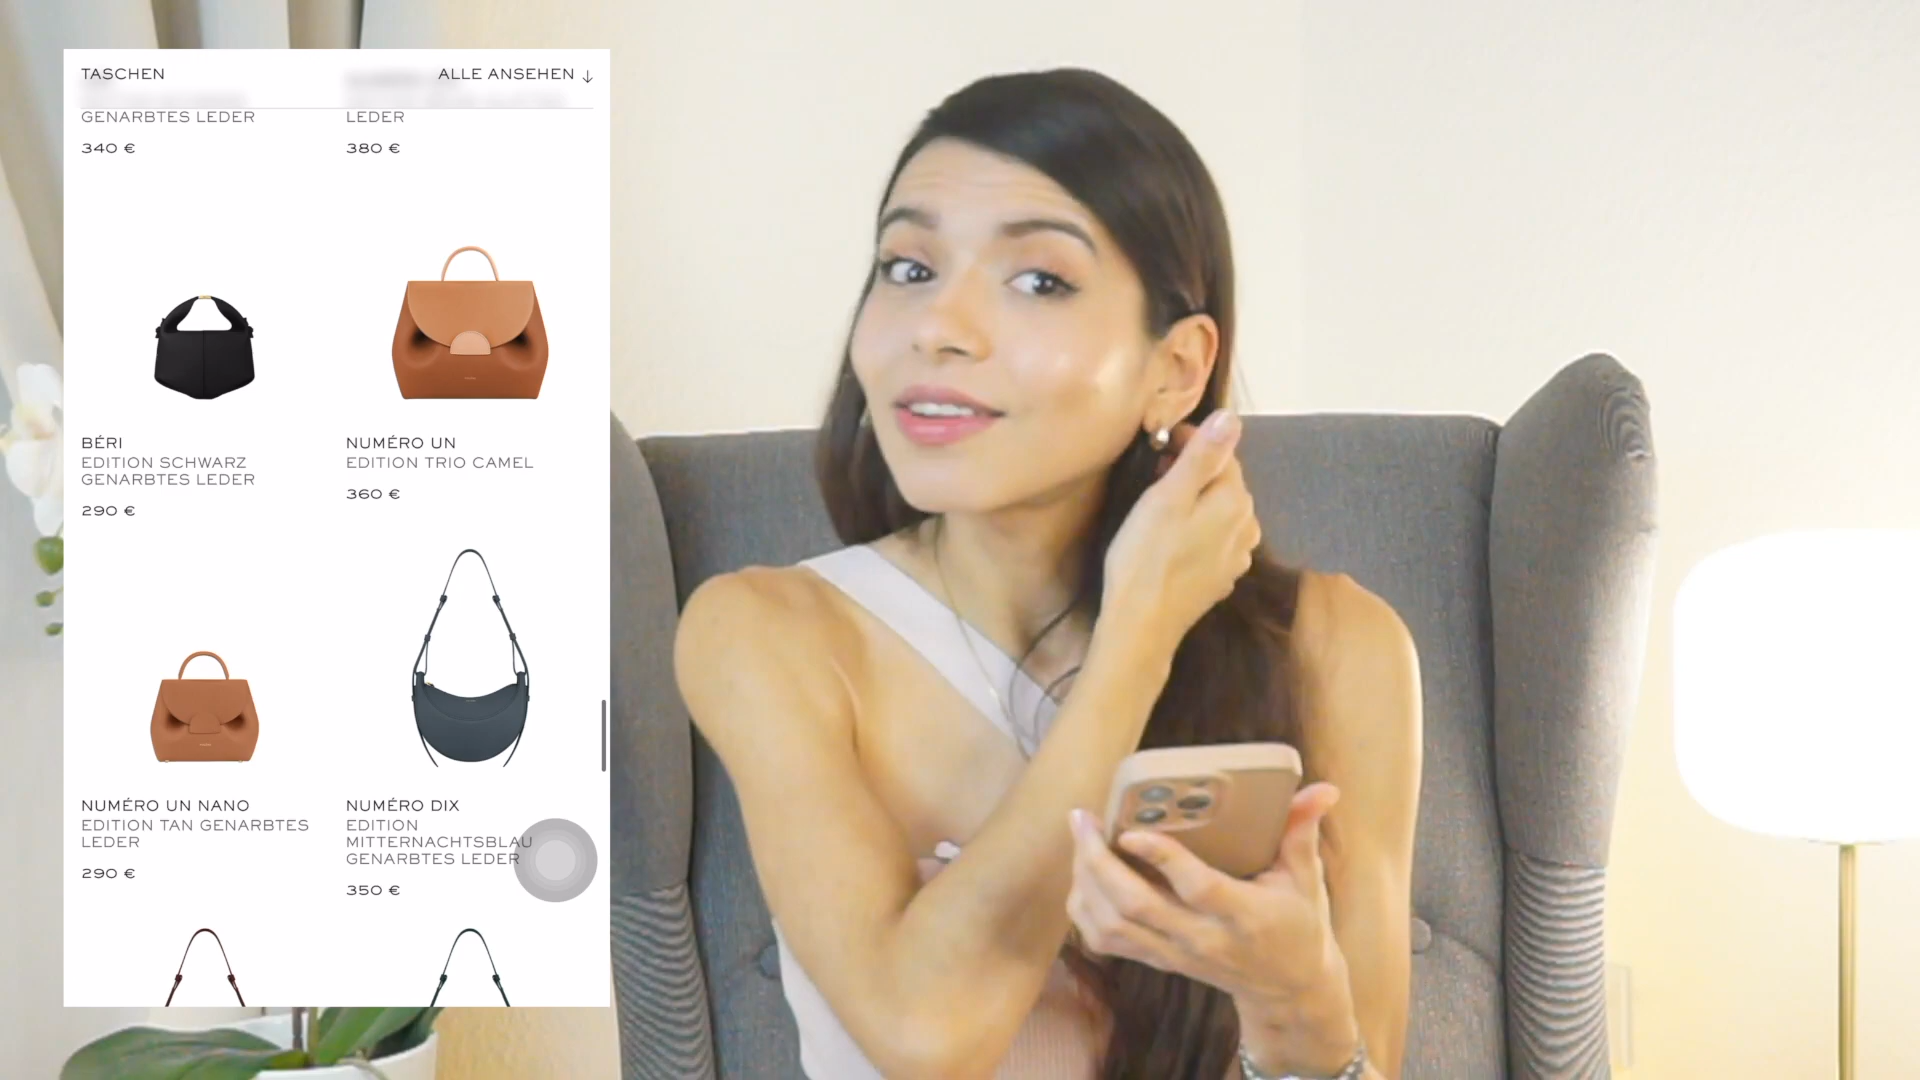 TASCHEN
ALLE ANSEHEN ↓
GENARBTES LEDER
340 €
LEDER
380 €
BÉRI
EDITION SCHWARZ
GENARBTES LEDER
290 €
NUMÉRO UN
EDITION TRIO CAMEL
360 €
NUMÉRO UN NANO
EDITION TAN GENARBTES
LEDER
290 €
NUMÉRO DIX
EDITION
MITTERNACHTSBLAU
GENARBTES LEDER
350 €